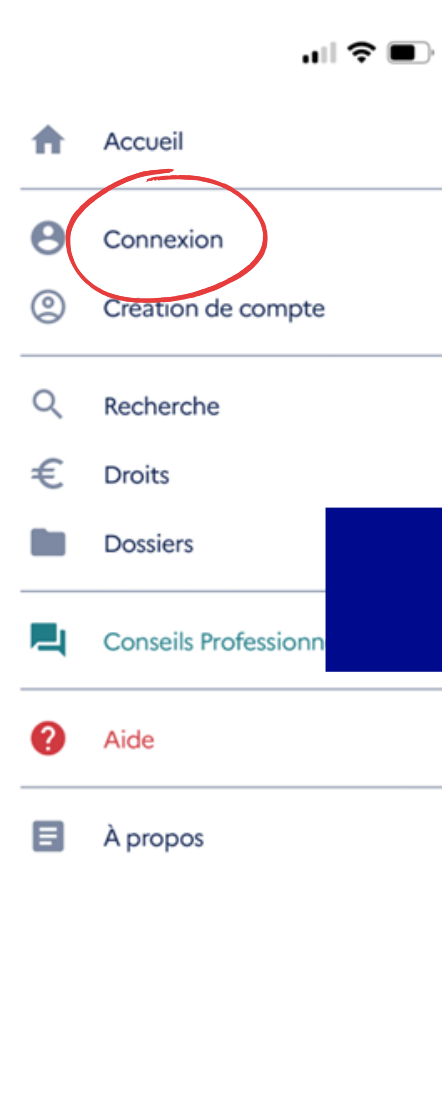 Accueil
Connexion
Création de compte
Recherche
Droits
Dossiers
Conseils Professionn
Aide
À propos